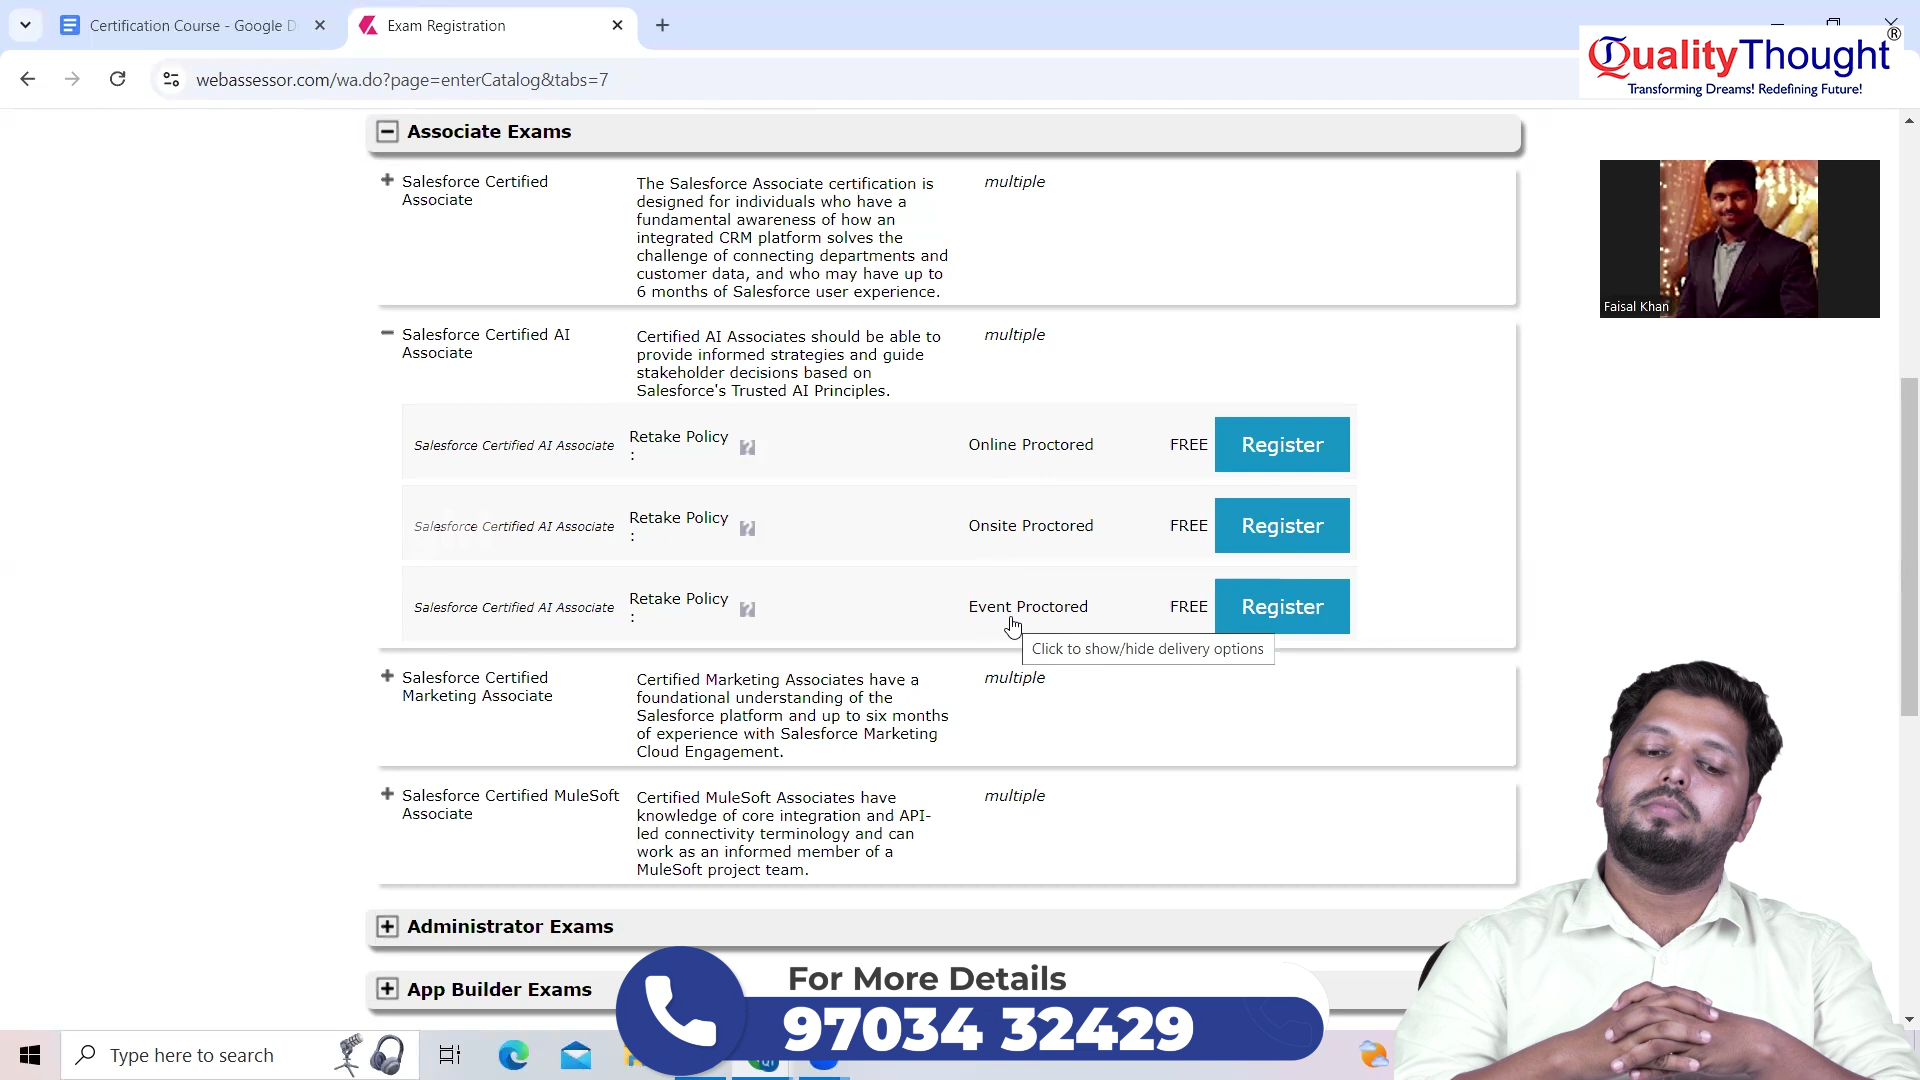 Certification Course - Google D
Exam Registration
webassessor.com/wa.do?page=enterCatalog&tabs=7
QualityThought®
Transforming Dreams! Redefining Future!
Associate Exams
Salesforce Certified
Associate
The Salesforce Associate certification is
designed for individuals who have a
fundamental awareness of how an
integrated CRM platform solves the
challenge of connecting departments and
customer data, and who may have up to
6 months of Salesforce user experience.
multiple
Faisal Khan
Salesforce Certified AI
Associate
Certified AI Associates should be able to
provide informed strategies and guide
stakeholder decisions based on
Salesforce's Trusted AI Principles.
multiple
Salesforce Certified AI Associate
Retake Policy
:
?
Online Proctored
FREE
Register
Salesforce Certified AI Associate
Retake Policy
:
?
Onsite Proctored
FREE
Register
Salesforce Certified AI Associate
Retake Policy
:
?
Event Proctored
FREE
Register
Click to show/hide delivery options
Salesforce Certified
Marketing Associate
Certified Marketing Associates have a
foundational understanding of the
Salesforce platform and up to six months
of experience with Salesforce Marketing
Cloud Engagement.
multiple
Salesforce Certified MuleSoft
Associate
Certified MuleSoft Associates have
knowledge of core integration and API-
led connectivity terminology and can
work as an informed member of a
MuleSoft project team.
multiple
Administrator Exams
App Builder Exams
For More Details
97034 32429
Type here to search